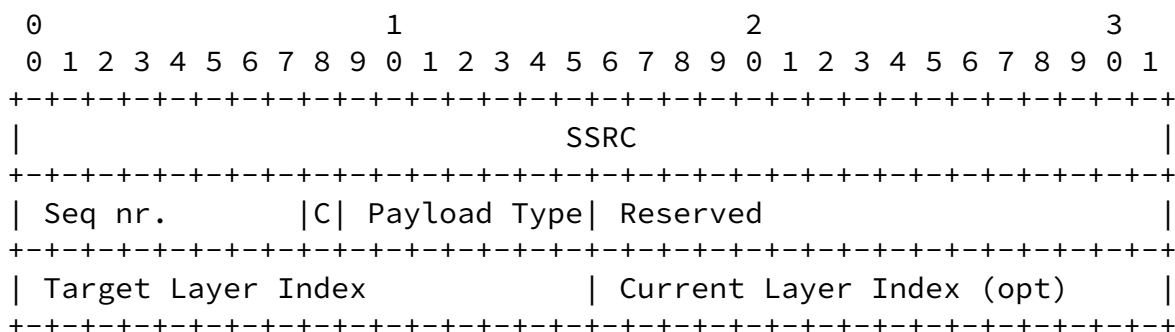 0                   1                   2                   3
 0 1 2 3 4 5 6 7 8 9 0 1 2 3 4 5 6 7 8 9 0 1 2 3 4 5 6 7 8 9 0 1
+-+-+-+-+-+-+-+-+-+-+-+-+-+-+-+-+-+-+-+-+-+-+-+-+-+-+-+-+-+-+-+-+
|                              SSRC                             |
+-+-+-+-+-+-+-+-+-+-+-+-+-+-+-+-+-+-+-+-+-+-+-+-+-+-+-+-+-+-+-+-+
| Seq nr.       |C| Payload Type| Reserved                      |
+-+-+-+-+-+-+-+-+-+-+-+-+-+-+-+-+-+-+-+-+-+-+-+-+-+-+-+-+-+-+-+-+
| Target Layer Index            | Current Layer Index (opt)     |
+-+-+-+-+-+-+-+-+-+-+-+-+-+-+-+-+-+-+-+-+-+-+-+-+-+-+-+-+-+-+-+-+